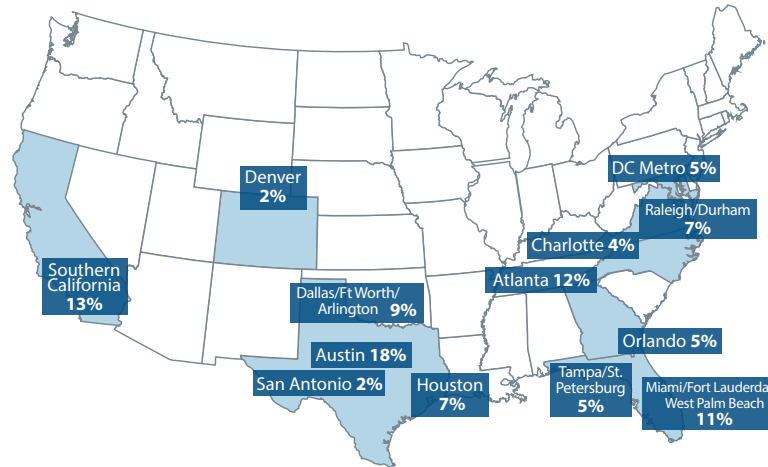 DC Metro 5%
Denver
2%
Raleigh/Durham
7%
Charlotte 4%
Southern
California
13%
Atlanta 12%
Dallas/Ft Worth/
Arlington 9%
Orlando 5%
Austin 18%
San Antonio 2%
Houston
7%
Tampa/St.
Petersburg
5%
Miami/Fort Lauderda
West Palm Beach
11%